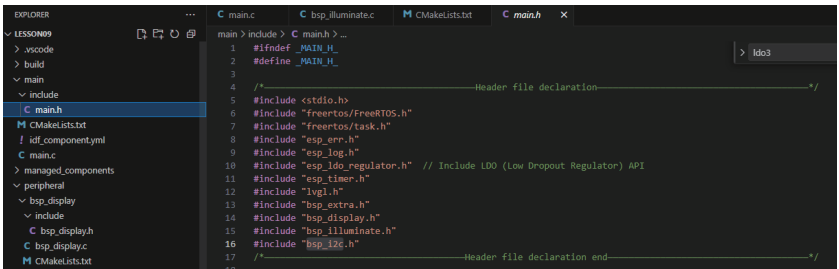 EXPLORER ···
LESSON09
.vscode
build
main
include
C main.h
M CMakeLists.txt
! idf_component.yml
C main.c
managed_components
peripheral
bsp_display
include
C bsp_display.h
C bsp_display.c
M CMakeLists.txt
C main.c C bsp_illuminate.c M CMakeLists.txt C main.h ×
main > include > C main.h > ...
ldo3
1 #ifndef _MAIN_H_
2 #define _MAIN_H_
3
4 /*————Header file declaration————*/
5 #include <stdio.h>
6 #include "freertos/FreeRTOS.h"
7 #include "freertos/task.h"
8 #include "esp_err.h"
9 #include "esp_log.h"
10 #include "esp_ldo_regulator.h" // Include LDO (Low Dropout Regulator) API
11 #include "esp_timer.h"
12 #include "lvgl.h"
13 #include "bsp_extra.h"
14 #include "bsp_display.h"
15 #include "bsp_illuminate.h"
16 #include "bsp_i2c.h"
17 /*————Header file declaration end————*/